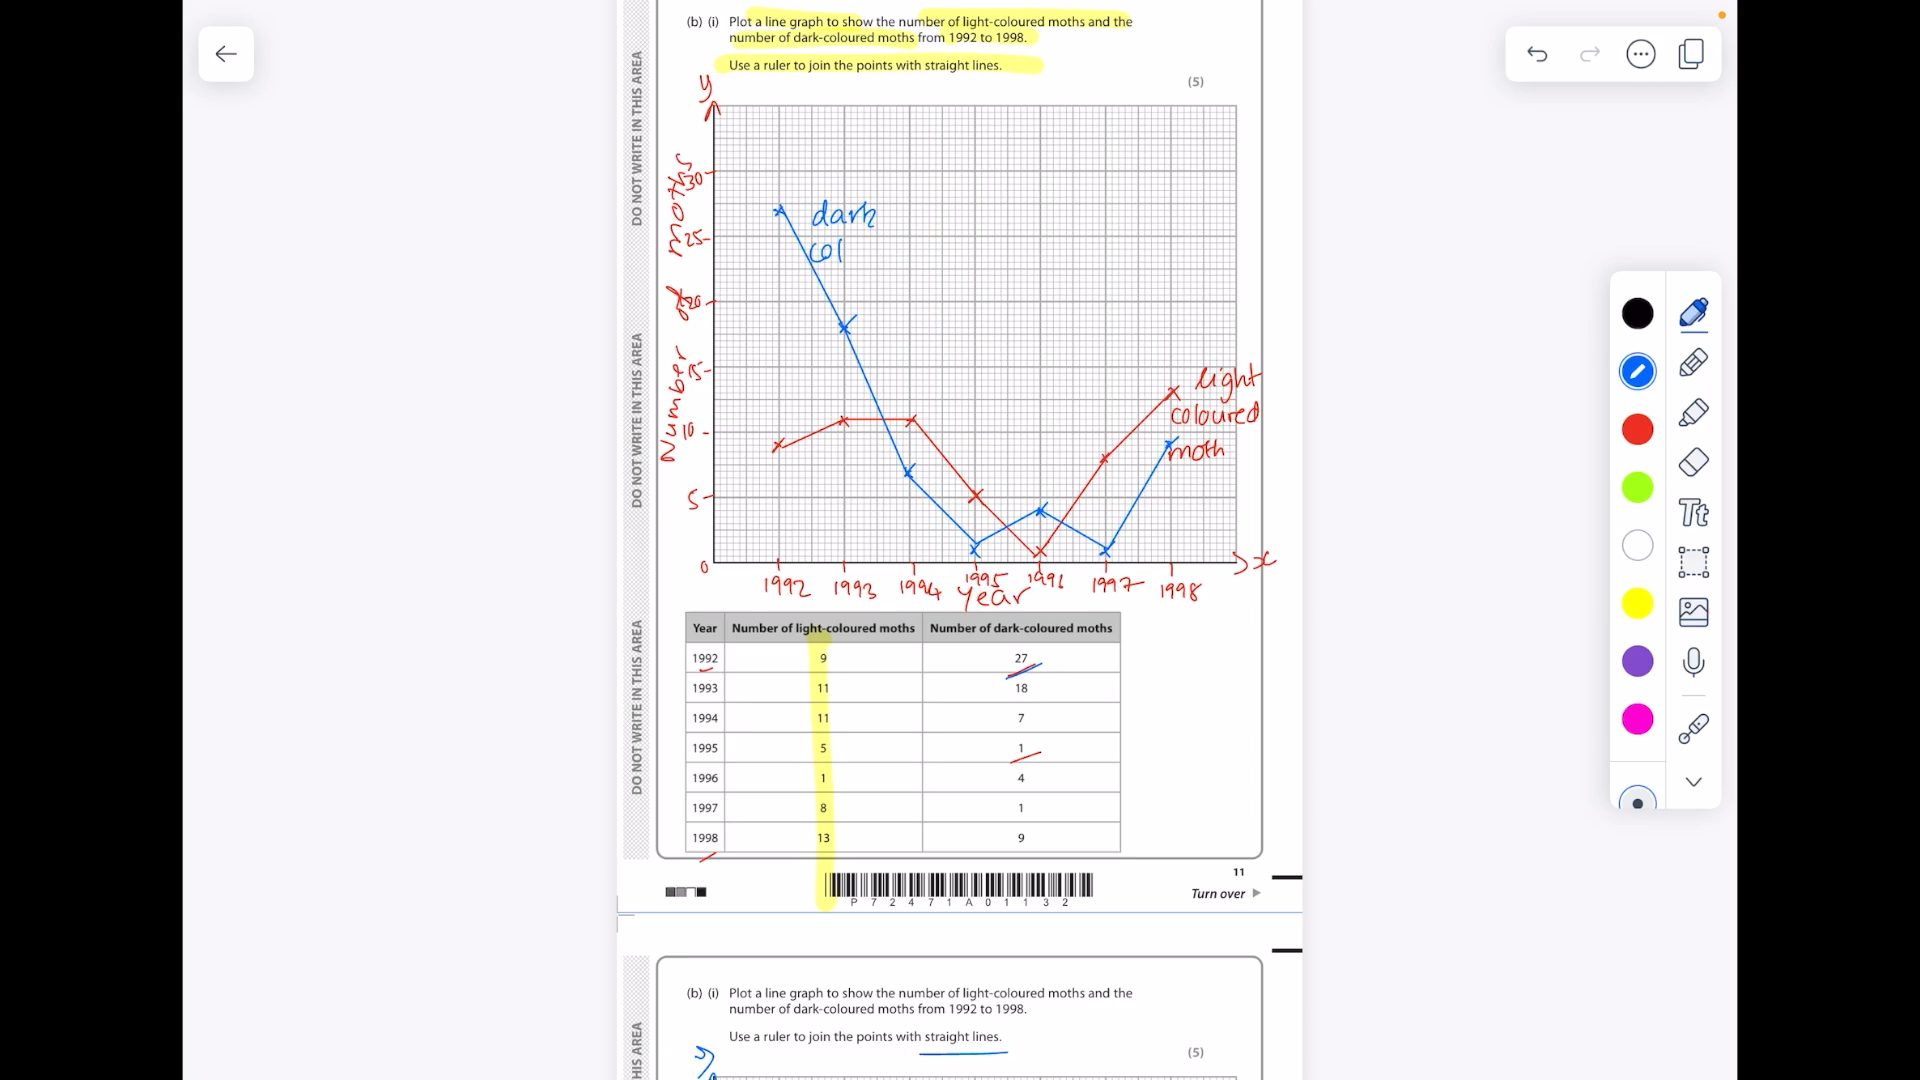 (b) (i) Plot a line graph to show the number of light-coloured moths and the
number of dark-coloured moths from 1992 to 1998.
Use a ruler to join the points with straight lines.
(5)
y
Number of moths
30
25
20
15
10
5
0
dark
col
light
coloured
moth
x
1992 1993 1994 1995 1996 1997 1998
year
Year Number of light-coloured moths Number of dark-coloured moths
1992 9 27
1993 11 18
1994 11 7
1995 5 1
1996 1 4
1997 8 1
1998 13 9
DO NOT WRITE IN THIS AREA
DO NOT WRITE IN THIS AREA
DO NOT WRITE IN THIS AREA
11
Turn over
P 7 2 4 7 1 A 0 1 1 3 2
(b) (i) Plot a line graph to show the number of light-coloured moths and the
number of dark-coloured moths from 1992 to 1998.
Use a ruler to join the points with straight lines.
(5)
y
HIS AREA
Tt